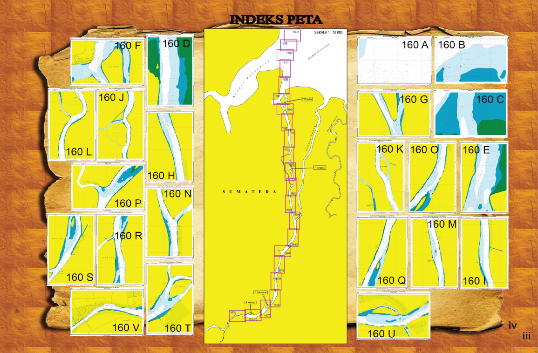 INDEKS PETA
160 F
160 D
160 J
160 L
160 H
160 P
160 N
160 R
160 S
160 V
160 T
SUMATERA
160 A
160 B
160 G
160 C
160 K
160 O
160 E
160 M
160 Q
160 I
160 U
iv
iii